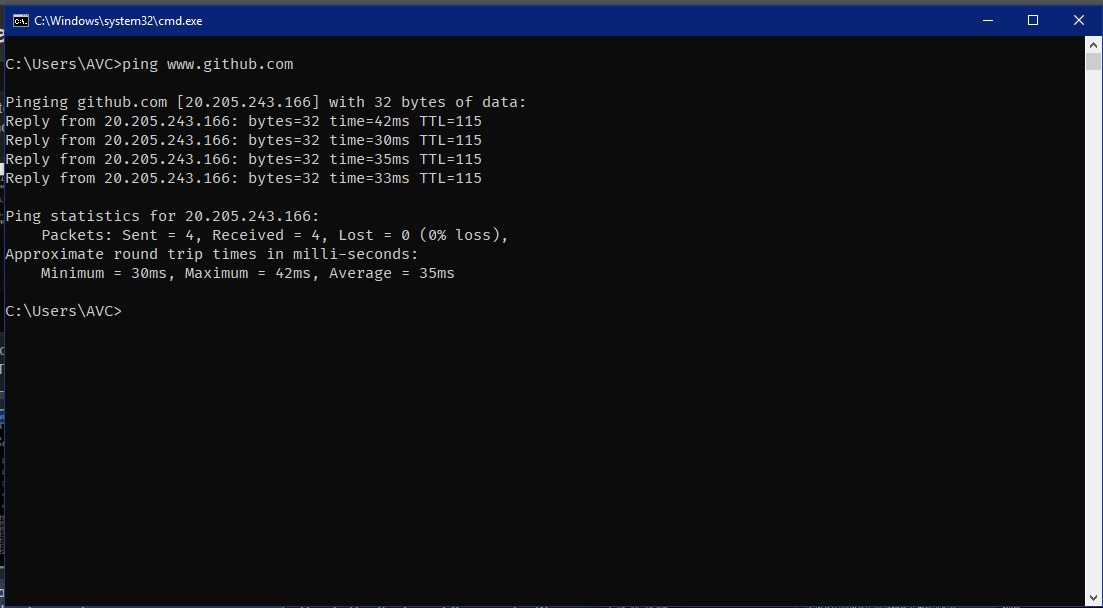 C:\Windows\system32\cmd.exe
C:\Users\AVC>ping www.github.com
Pinging github.com [20.205.243.166] with 32 bytes of data:
Reply from 20.205.243.166: bytes=32 time=42ms TTL=115
Reply from 20.205.243.166: bytes=32 time=30ms TTL=115
Reply from 20.205.243.166: bytes=32 time=35ms TTL=115
Reply from 20.205.243.166: bytes=32 time=33ms TTL=115
Ping statistics for 20.205.243.166:
    Packets: Sent = 4, Received = 4, Lost = 0 (0% loss),
Approximate round trip times in milli-seconds:
    Minimum = 30ms, Maximum = 42ms, Average = 35ms
C:\Users\AVC>